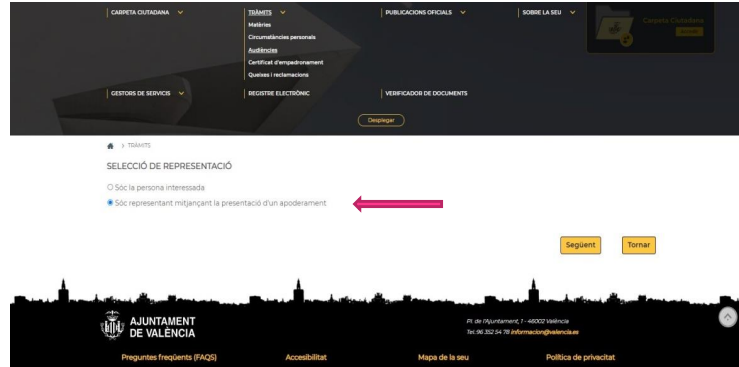 CARPETA CIUTADANA
TRÀMITS
PUBLICACIONS OFICIALS
SOBRE LA SEU
Carpeta Ciutadana
Accedir
Matèries
Circumstàncies personals
Audiències
Certificat d'empadronament
Queixes i reclamacions
GESTORS DE SERVICIS
REGISTRE ELECTRÒNIC
VERIFICADOR DE DOCUMENTS
Desplegar
> TRÀMITS
SELECCIÓ DE REPRESENTACIÓ
Sóc la persona interessada
Sóc representant mitjançant la presentació d'un apoderament
Següent
Tornar
AJUNTAMENT
DE VALÈNCIA
Pl. de l'Ajuntament, 1 - 46002 València
Tel. 96 352 54 78 informacion@valencia.es
Preguntes freqüents (FAQS)
Accesibilitat
Mapa de la seu
Política de privacitat